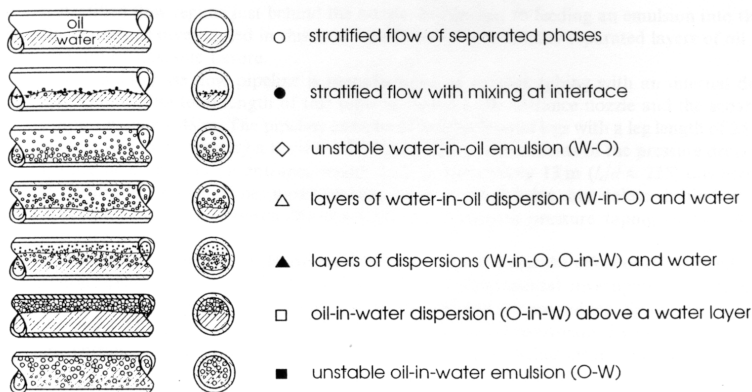 oil
water
stratified flow of separated phases
stratified flow with mixing at interface
unstable water-in-oil emulsion (W-O)
layers of water-in-oil dispersion (W-in-O) and water
layers of dispersions (W-in-O, O-in-W) and water
oil-in-water dispersion (O-in-W) above a water layer
unstable oil-in-water emulsion (O-W)